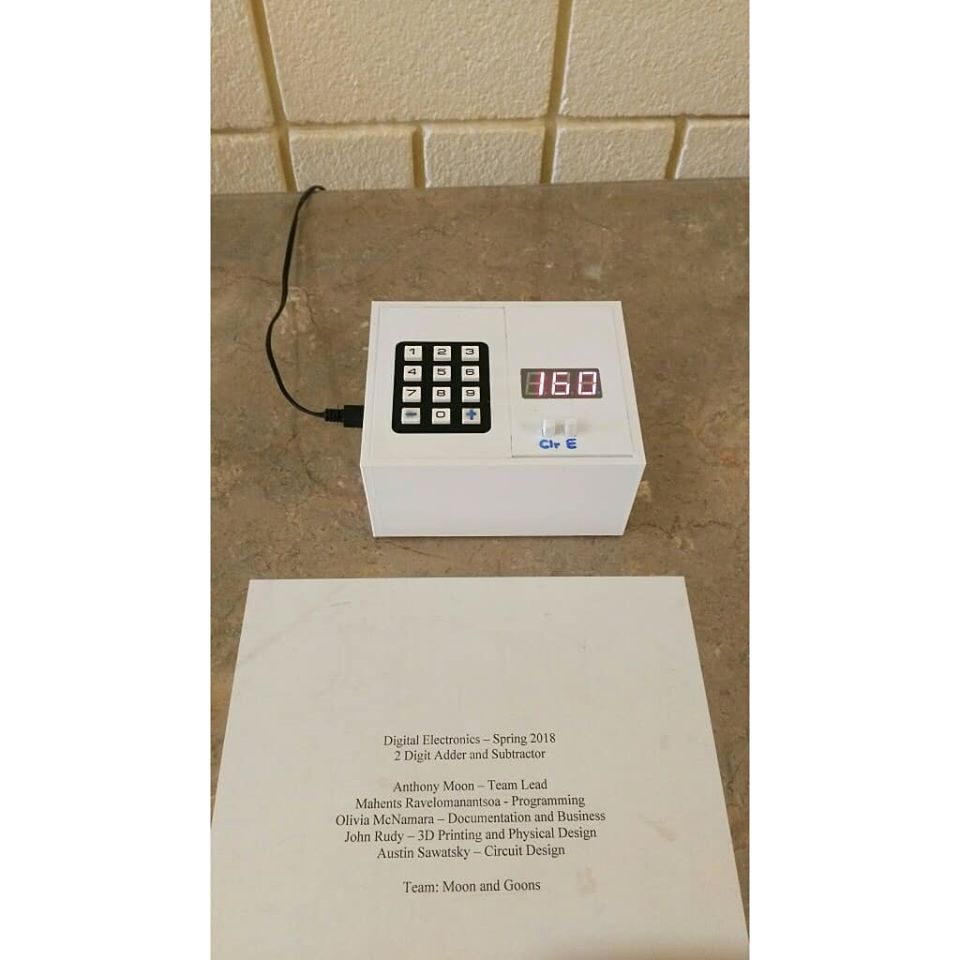 1 2 3
4 5 6
7 8 9
- 0 +
160
Clr E
Digital Electronics – Spring 2018
2 Digit Adder and Subtractor
Anthony Moon – Team Lead
Mahents Ravelomanantsoa - Programming
Olivia McNamara – Documentation and Business
John Rudy – 3D Printing and Physical Design
Austin Sawatsky – Circuit Design
Team: Moon and Goons